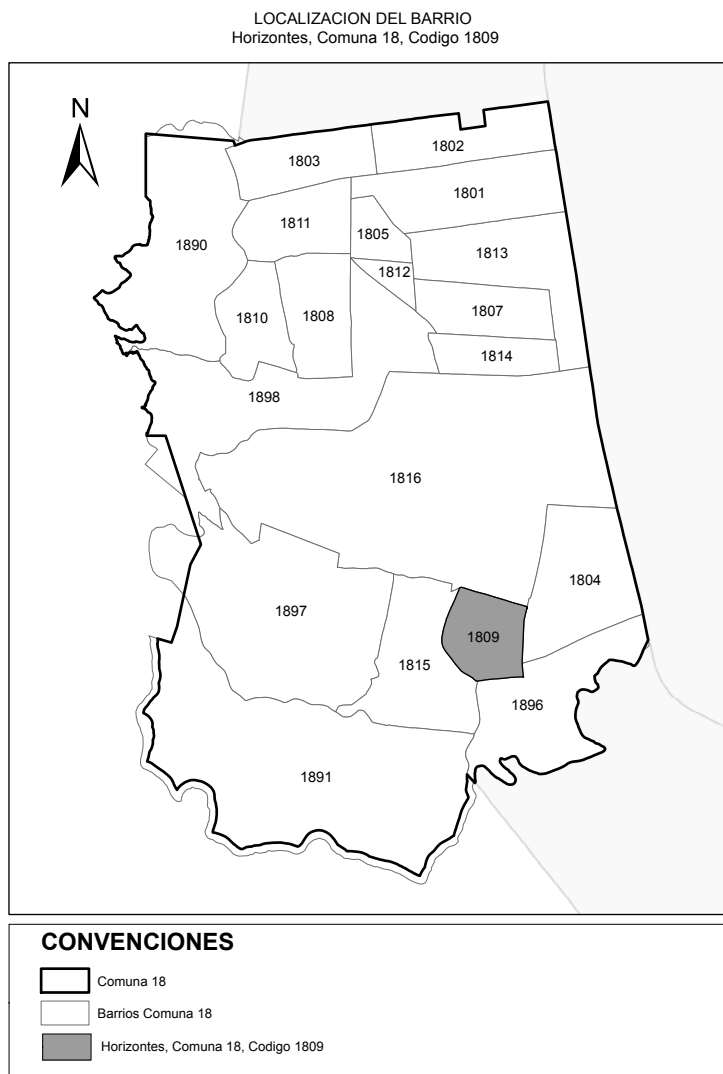 LOCALIZACION DEL BARRIO
Horizontes, Comuna 18, Codigo 1809
N
1802
1803
1801
1811
1805
1890
1813
1812
1810
1808
1807
1814
1898
1816
1804
1897
1809
1815
1896
1891
CONVENCIONES
Comuna 18
Barrios Comuna 18
Horizontes, Comuna 18, Codigo 1809